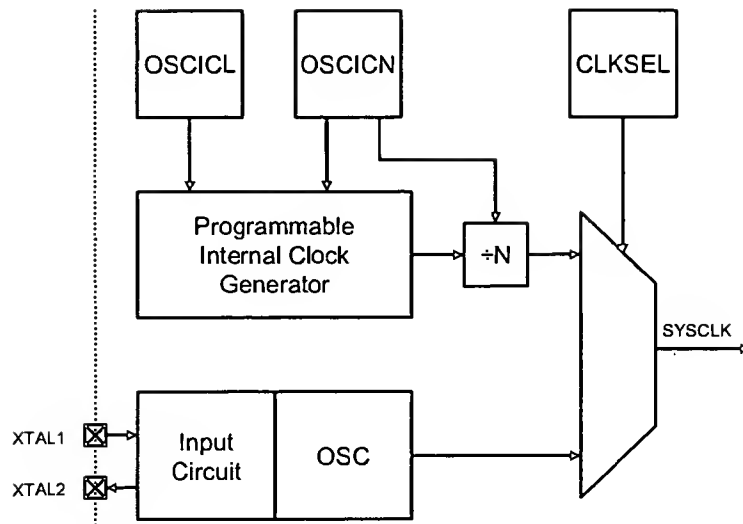 OSCICL
OSCICN
CLKSEL
Programmable
Internal Clock
Generator
÷N
SYSCLK
XTAL1
XTAL2
Input
Circuit
OSC